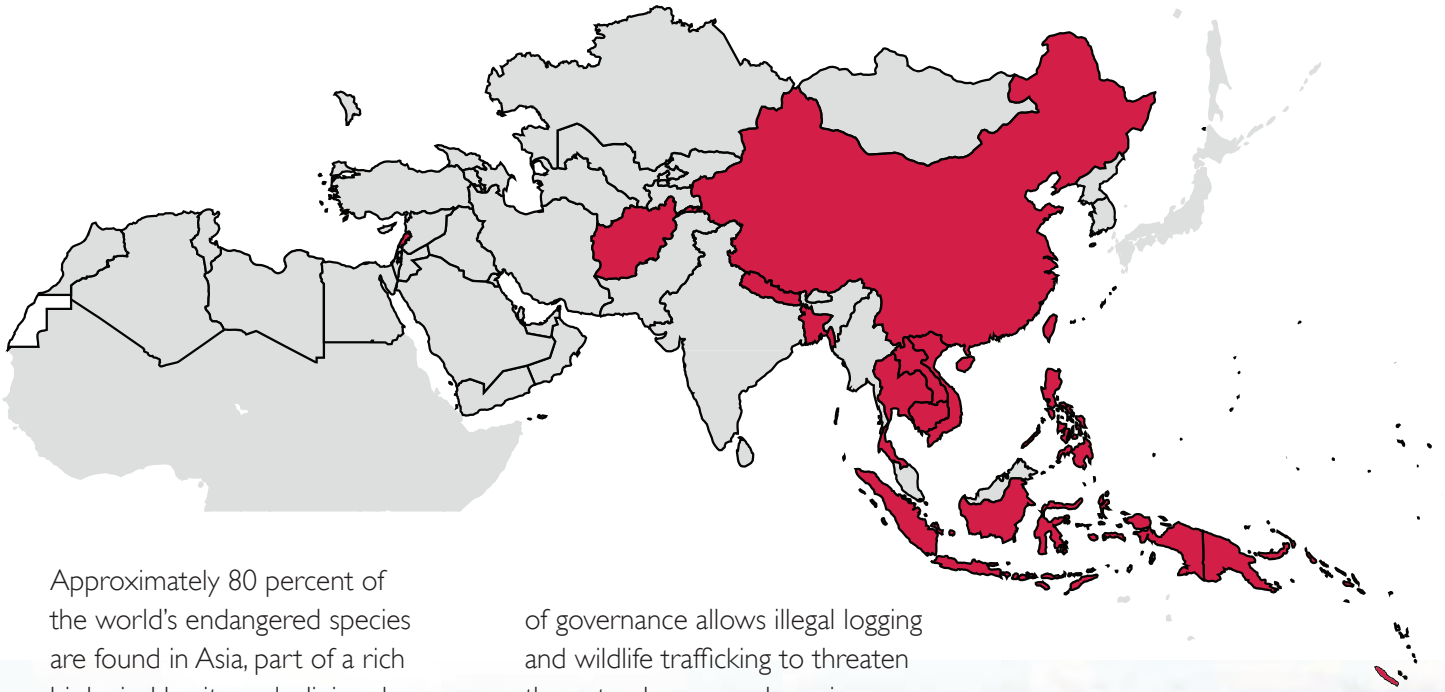 Approximately 80 percent of
the world's endangered species
are found in Asia, part of a rich
of governance allows illegal logging
and wildlife trafficking to threaten